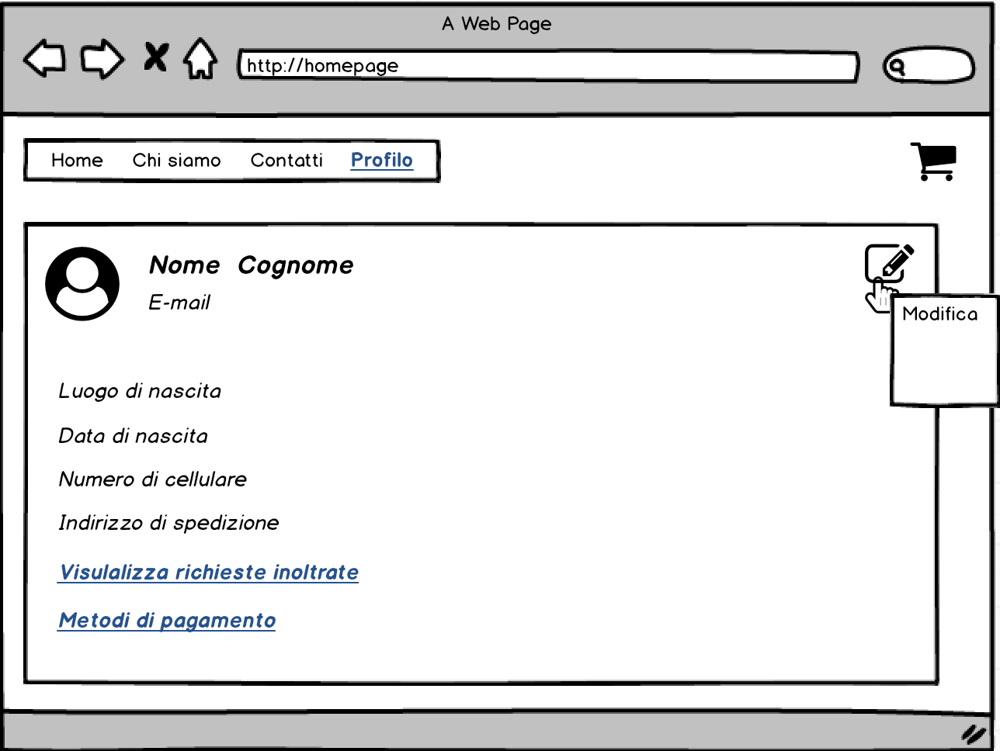 A Web Page
http://homepage
Home Chi siamo Contatti Profilo
Nome Cognome
E-mail
Modifica
Luogo di nascita
Data di nascita
Numero di cellulare
Indirizzo di spedizione
Visulalizza richieste inoltrate
Metodi di pagamento